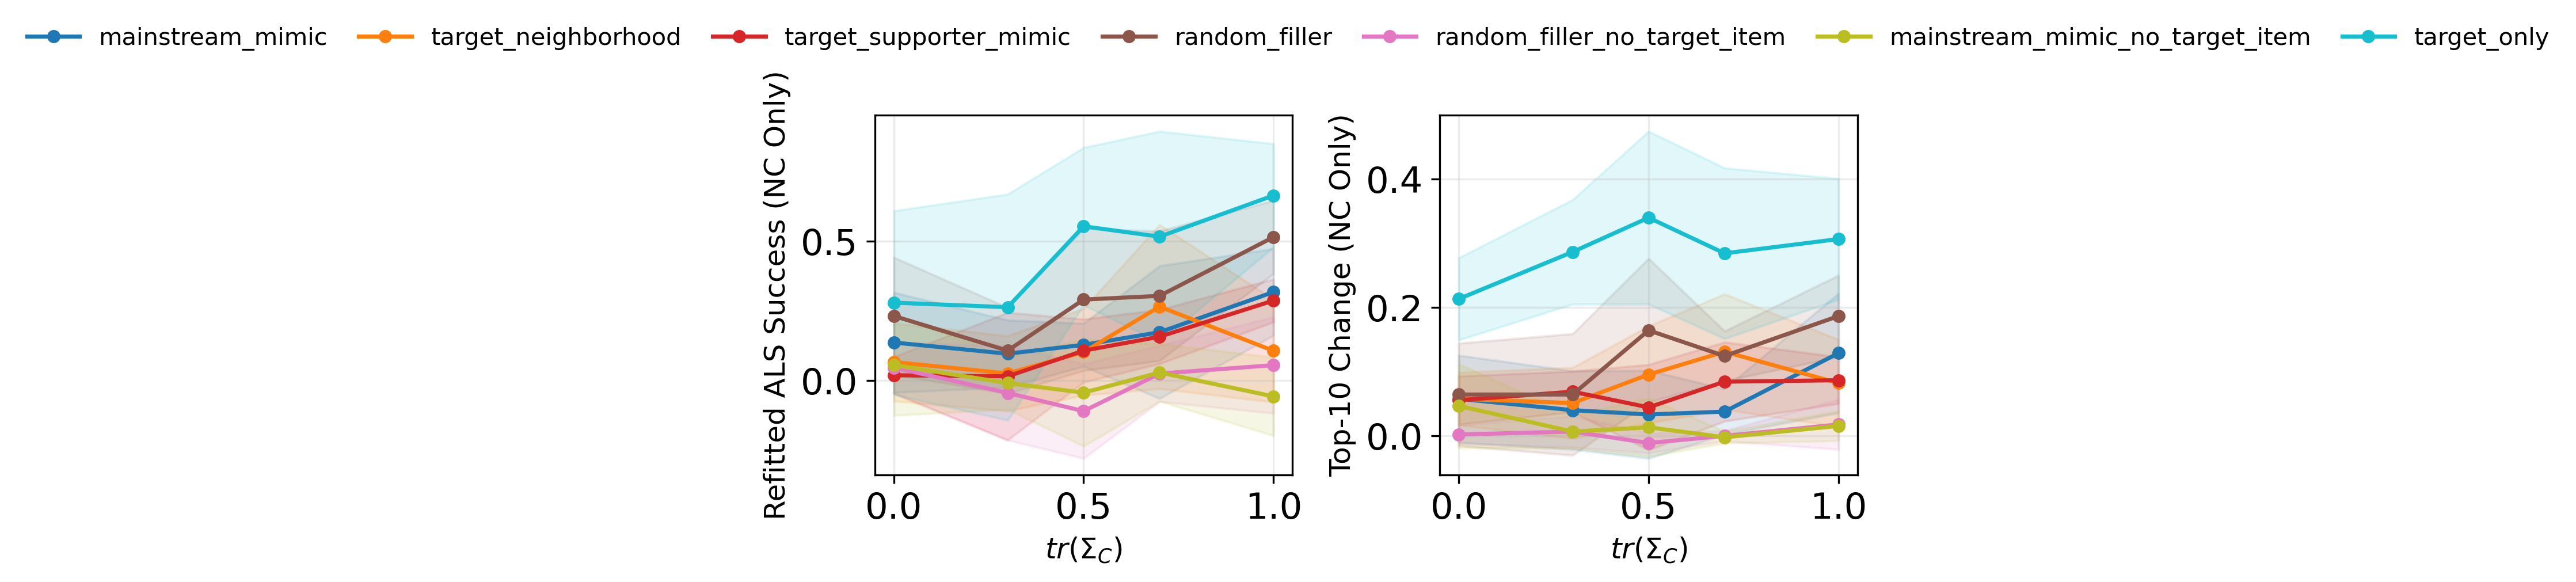 mainstream_mimic target_neighborhood target_supporter_mimic random_filler random_filler_no_target_item mainstream_mimic_no_target_item target_only
Refitted ALS Success (NC Only)
0.5
0.0
0.0 0.5 1.0
tr(Σ_C)
Top-10 Change (NC Only)
0.4
0.2
0.0
0.0 0.5 1.0
tr(Σ_C)